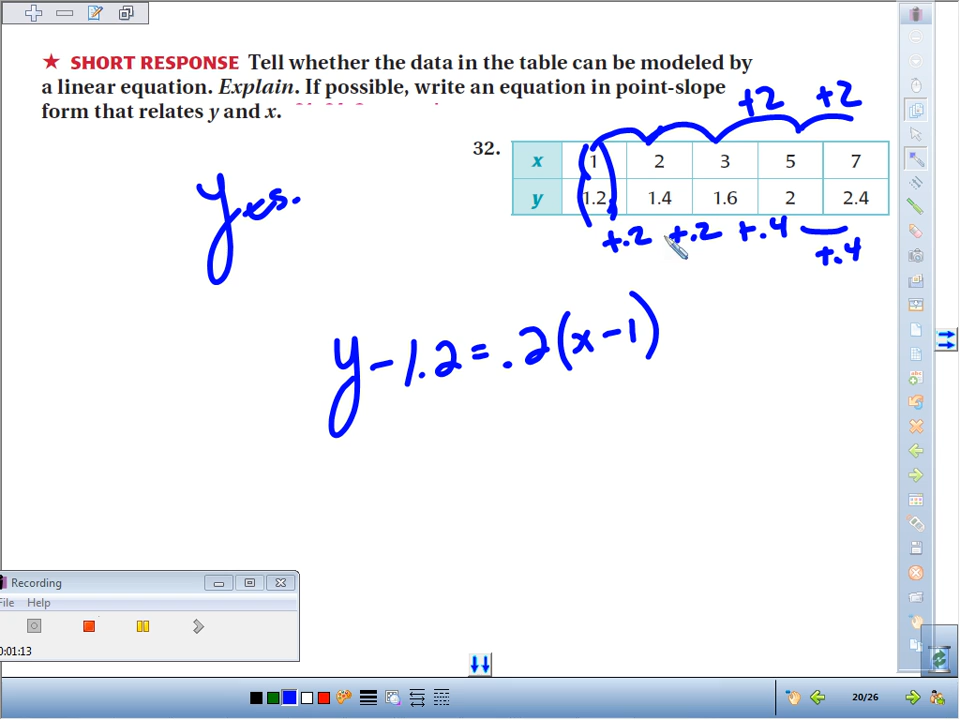 ★ SHORT RESPONSE Tell whether the data in the table can be modeled by
a linear equation. Explain. If possible, write an equation in point-slope
form that relates y and x.
+2 +2
32. x 1 2 3 5 7
y 1.2 1.4 1.6 2 2.4
+.2 +.2 +.4 +.4
yes.
y - 1.2 = .2(x - 1)
Recording
File Help
0:01:13
20/26